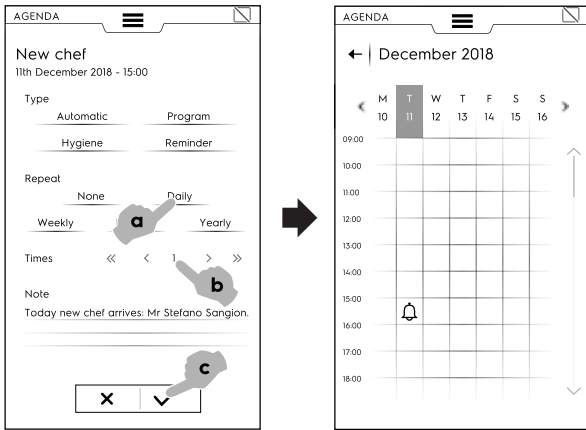 AGENDA
New chef
11th December 2018 - 15:00
Type
Automatic Program
Hygiene Reminder
Repeat
None Daily
Weekly Yearly
a
Times « < 1 > »
b
Note
Today new chef arrives: Mr Stefano Sangion.
c
AGENDA
December 2018
M T W T F S S
10 11 12 13 14 15 16
09:00
10:00
11:00
12:00
13:00
14:00
15:00
16:00
17:00
18:00